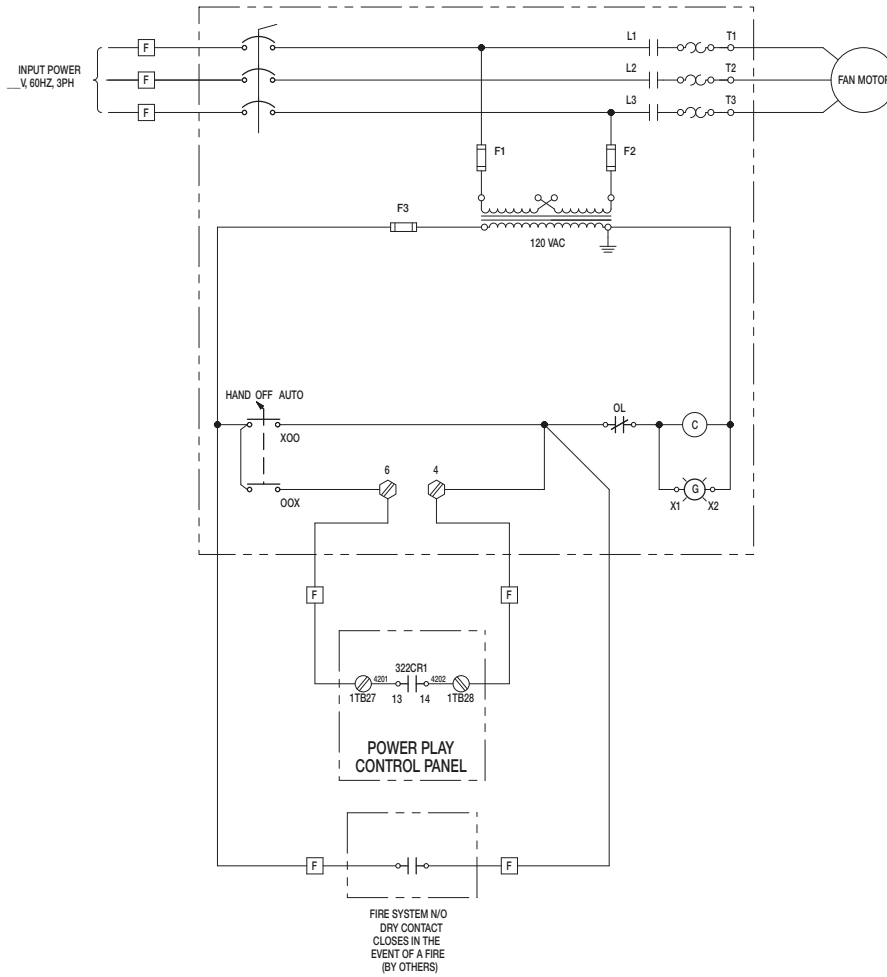 F
L1
T1
INPUT POWER
___V, 60HZ, 3PH
F
L2
T2
FAN MOTOR
F
L3
T3
F1
F2
F3
120 VAC
HAND OFF AUTO
OL
XOO
C
6
4
OOX
G
X1
X2
F
F
322CR1
4201
4202
1TB27
13
14
1TB28
POWER PLAY
CONTROL PANEL
F
F
FIRE SYSTEM N/O
DRY CONTACT
CLOSES IN THE
EVENT OF A FIRE
(BY OTHERS)